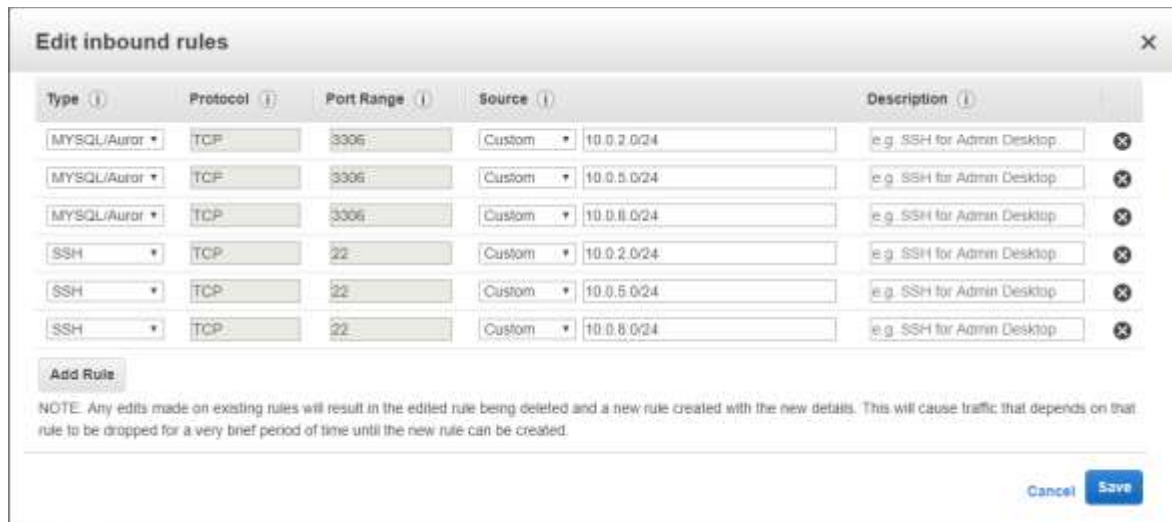 Edit inbound rules ×
Type i Protocol i Port Range i Source i Description i
MYSQL/Auror TCP 3306 Custom 10.0.2.0/24 e.g. SSH for Admin Desktop
MYSQL/Auror TCP 3306 Custom 10.0.5.0/24 e.g. SSH for Admin Desktop
MYSQL/Auror TCP 3306 Custom 10.0.8.0/24 e.g. SSH for Admin Desktop
SSH TCP 22 Custom 10.0.2.0/24 e.g. SSH for Admin Desktop
SSH TCP 22 Custom 10.0.5.0/24 e.g. SSH for Admin Desktop
SSH TCP 22 Custom 10.0.8.0/24 e.g. SSH for Admin Desktop
Add Rule
NOTE: Any edits made on existing rules will result in the edited rule being deleted and a new rule created with the new details. This will cause traffic that depends on that
rule to be dropped for a very brief period of time until the new rule can be created.
Cancel Save